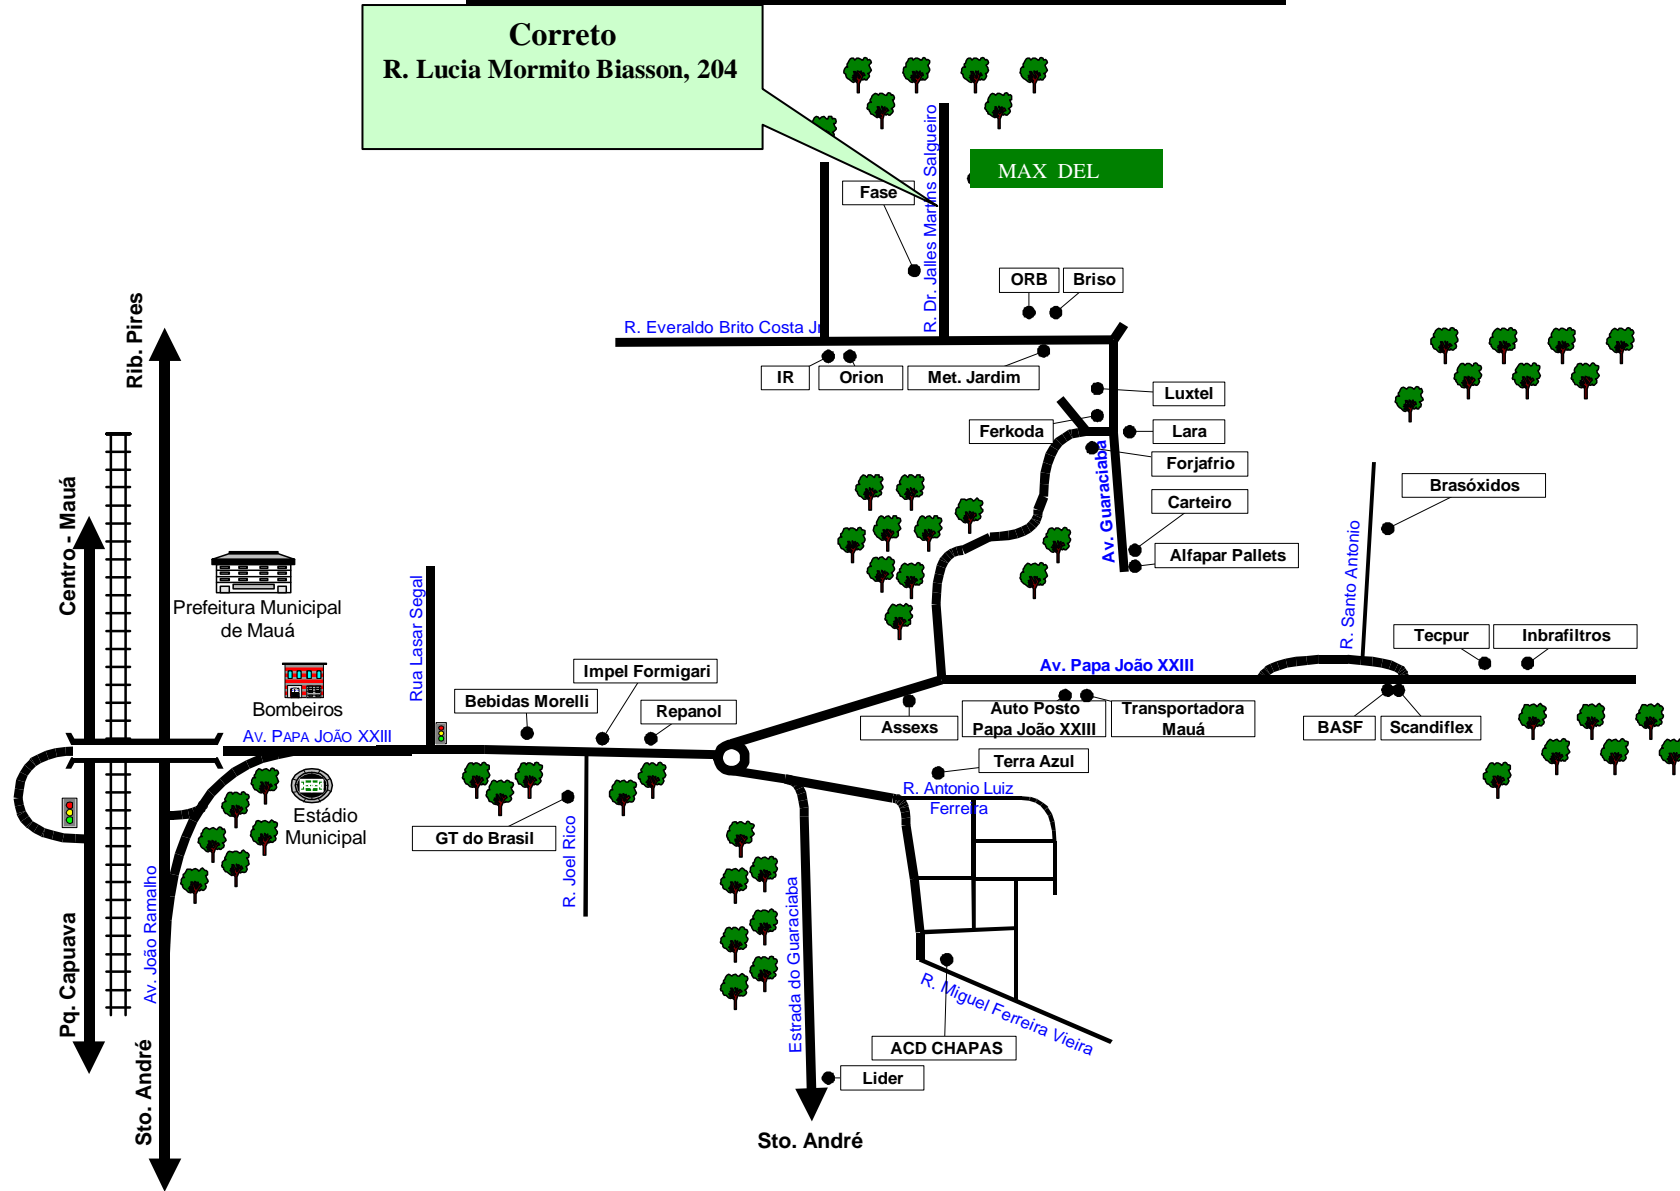 Correto
R. Lucia Mormito Biasson, 204
MAX DEL
R. Dr. Jalles Martins Salgueiro
Fase
ORB
Briso
R. Everaldo Brito Costa Jr
IR
Orion
Met. Jardim
Luxtel
Ferkoda
Lara
Forjafrio
Av. Guaraciaba
Carteiro
Alfapar Pallets
Brasóxidos
R. Santo Antonio
Tecpur
Inbrafiltros
Rib. Pires
Centro - Mauá
Prefeitura Municipal
de Mauá
Rua Lasar Segal
Bombeiros
AV. PAPA JOÃO XXIII
Impel Formigari
Bebidas Morelli
Repanol
Av. Papa João XXIII
Assexs
Auto Posto
Papa João XXIII
Transportadora
Mauá
BASF
Scandiflex
Terra Azul
R. Antonio Luiz
Ferreira
Estádio
Municipal
GT do Brasil
R. Joel Rico
Av. João Ramalho
Pq. Capuava
Estrada do Guaraciaba
R. Miguel Ferreira Vieira
ACD CHAPAS
Lider
Sto. André
Sto. André